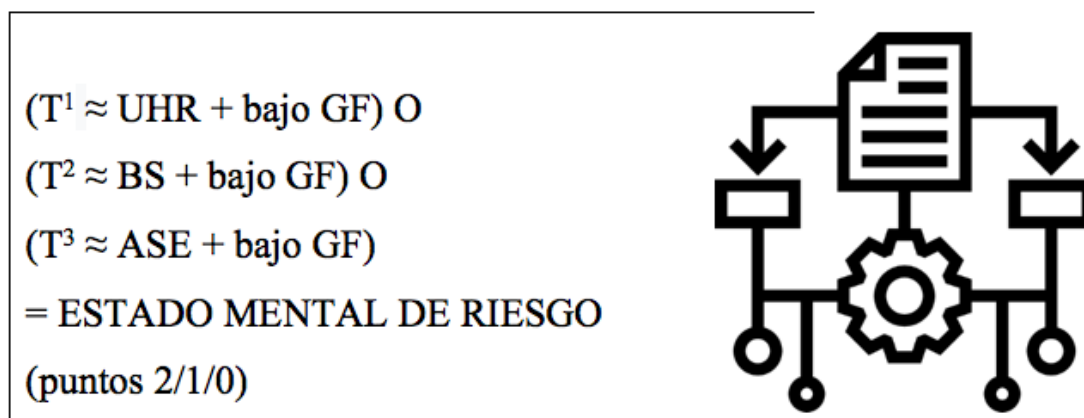 (T¹ ≈ UHR + bajo GF) O
(T² ≈ BS + bajo GF) O
(T³ ≈ ASE + bajo GF)
= ESTADO MENTAL DE RIESGO
(puntos 2/1/0)